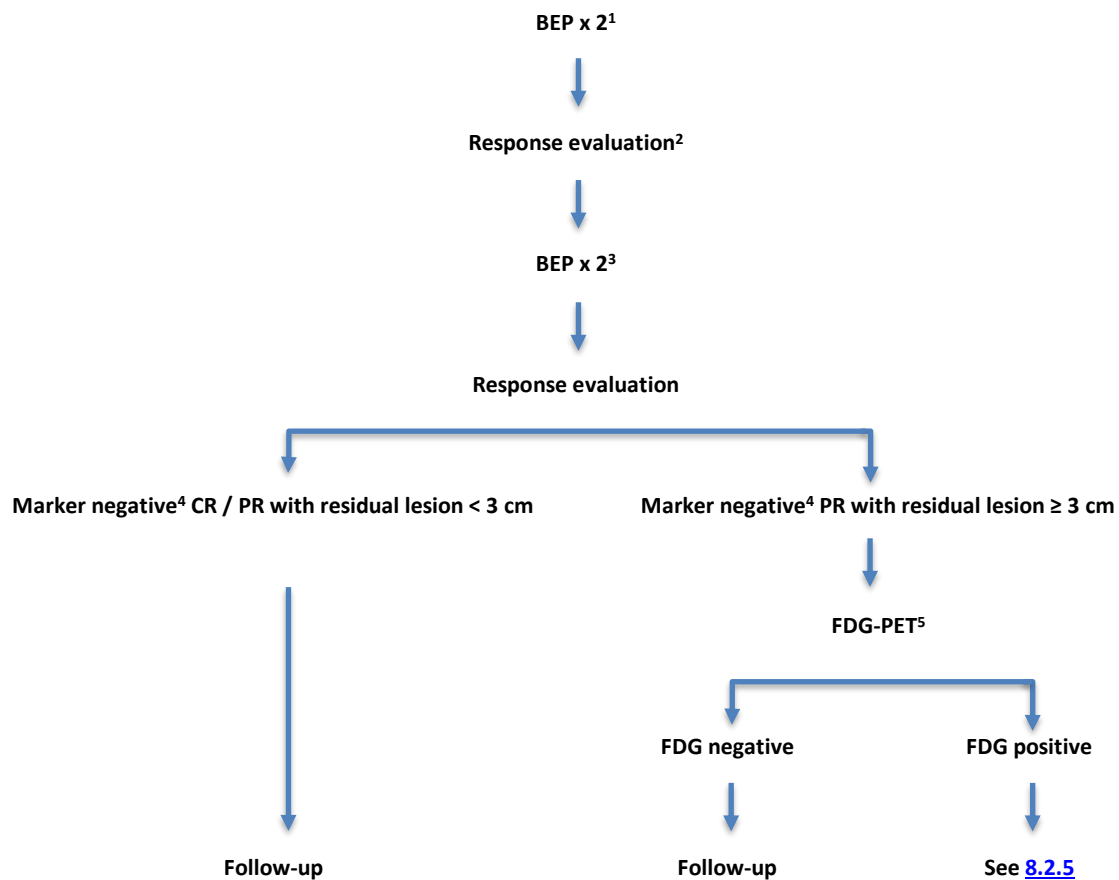 BEP x 2¹
Response evaluation²
BEP x 2³
Response evaluation
Marker negative⁴ CR / PR with residual lesion < 3 cm
Marker negative⁴ PR with residual lesion ≥ 3 cm
FDG-PET⁵
FDG negative
FDG positive
Follow-up
Follow-up
See 8.2.5